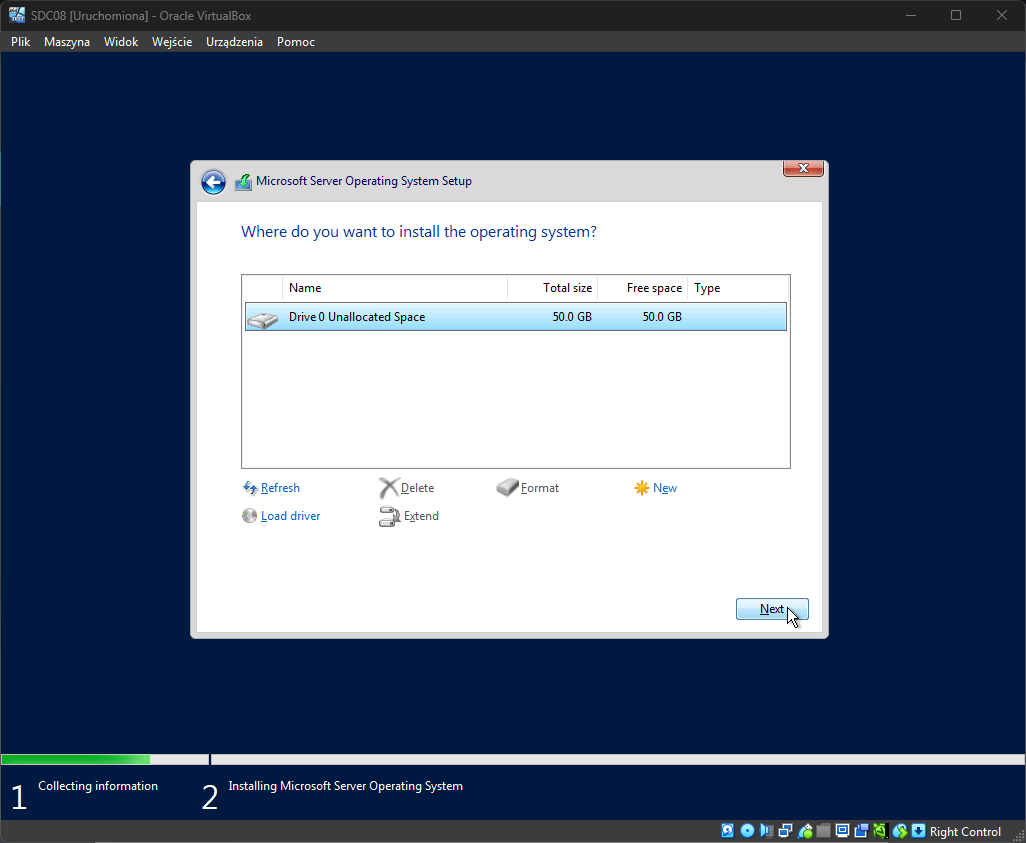 SDC08 [Uruchomiona] - Oracle VirtualBox
Plik Maszyna Widok Wejście Urządzenia Pomoc
Microsoft Server Operating System Setup
Where do you want to install the operating system?
Name Total size Free space Type
Drive 0 Unallocated Space 50.0 GB 50.0 GB
Refresh Delete Format New
Load driver Extend
Next
1 Collecting information 2 Installing Microsoft Server Operating System
Right Control